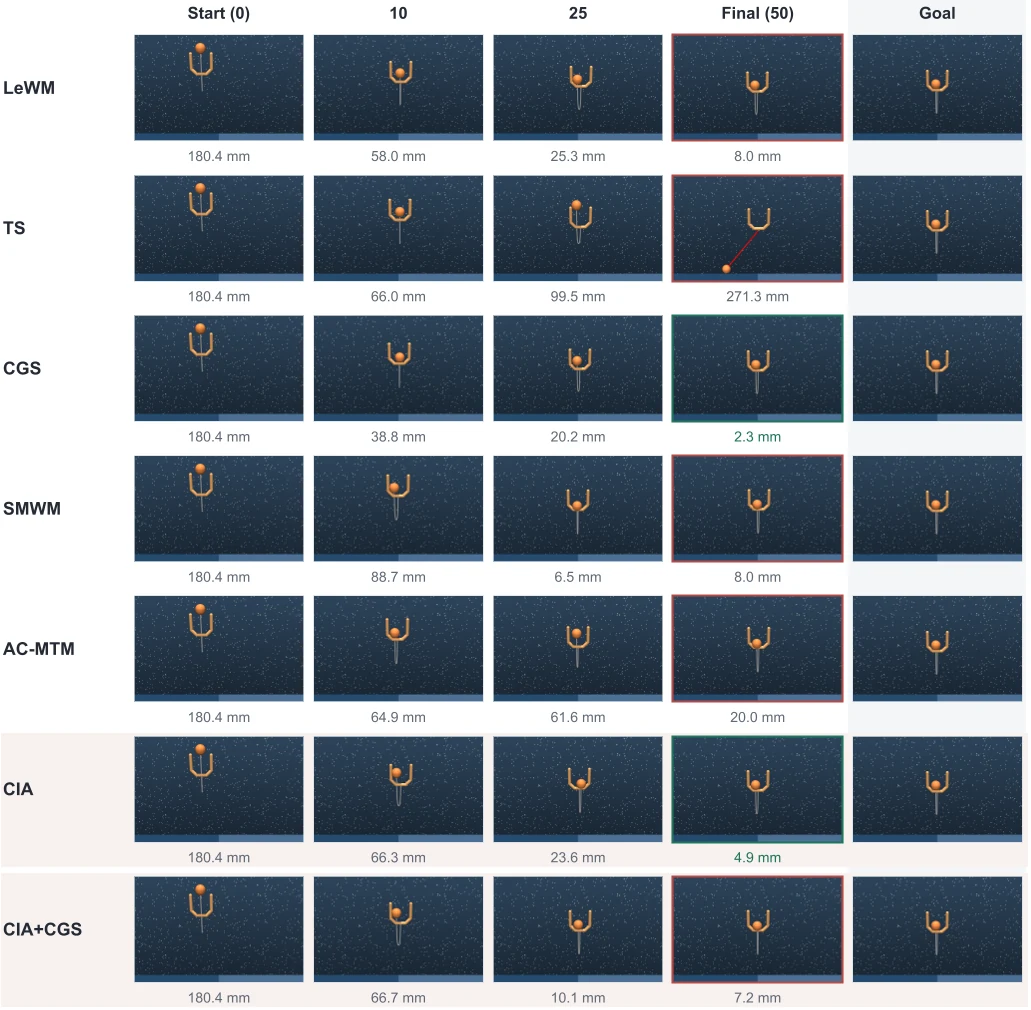 Start (0) 10 25 Final (50) Goal
LeWM
180.4 mm 58.0 mm 25.3 mm 8.0 mm
TS
180.4 mm 66.0 mm 99.5 mm 271.3 mm
CGS
180.4 mm 38.8 mm 20.2 mm 2.3 mm
SMWM
180.4 mm 88.7 mm 6.5 mm 8.0 mm
AC-MTM
180.4 mm 64.9 mm 61.6 mm 20.0 mm
CIA
180.4 mm 66.3 mm 23.6 mm 4.9 mm
CIA+CGS
180.4 mm 66.7 mm 10.1 mm 7.2 mm